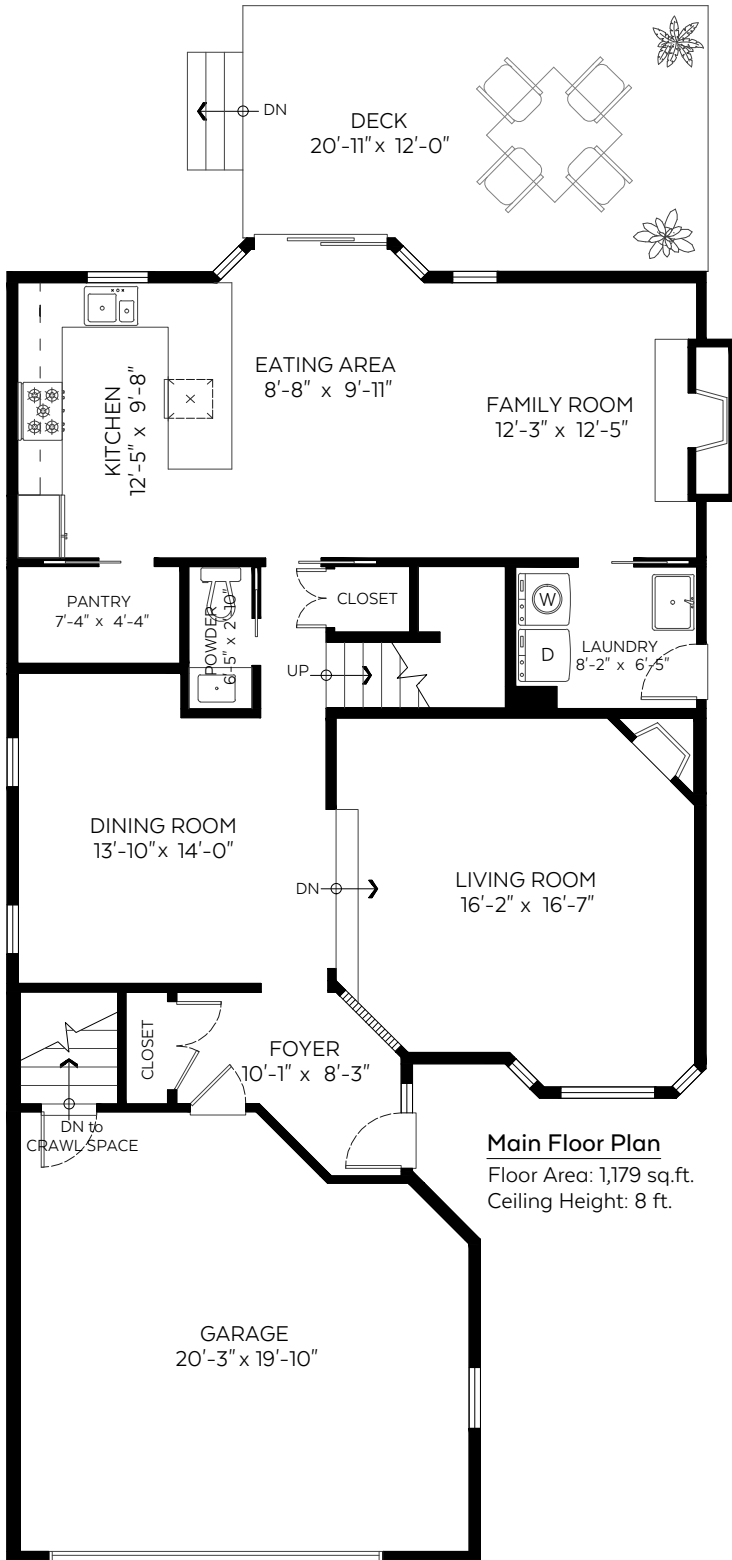 DN
DECK
20'-11" x 12'-0"
EATING AREA
8'-8" x 9'-11"
KITCHEN
12'-5" x 9'-8"
X
FAMILY ROOM
12'-3" x 12'-5"
PANTRY
7'-4" x 4'-4"
POWDER
6'-5" x 2'-10"
CLOSET
W
D
LAUNDRY
8'-2" x 6'-5"
UP
DINING ROOM
13'-10" x 14'-0"
DN
LIVING ROOM
16'-2" x 16'-7"
CLOSET
FOYER
10'-1" x 8'-3"
DN to
CRAWL SPACE
Main Floor Plan
Floor Area: 1,179 sq.ft.
Ceiling Height: 8 ft.
GARAGE
20'-3" x 19'-10"